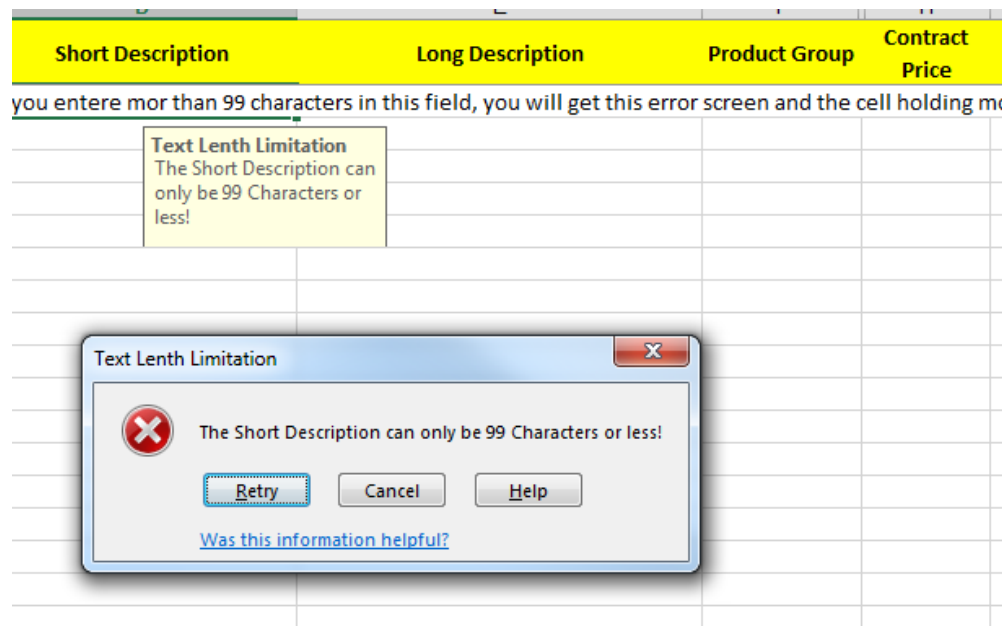 Short Description Long Description Product Group Contract Price
you entere mor than 99 characters in this field, you will get this error screen and the cell holding
Text Lenth Limitation
The Short Description can
only be 99 Characters or
less!
Text Lenth Limitation
The Short Description can only be 99 Characters or less!
Retry Cancel Help
Was this information helpful?